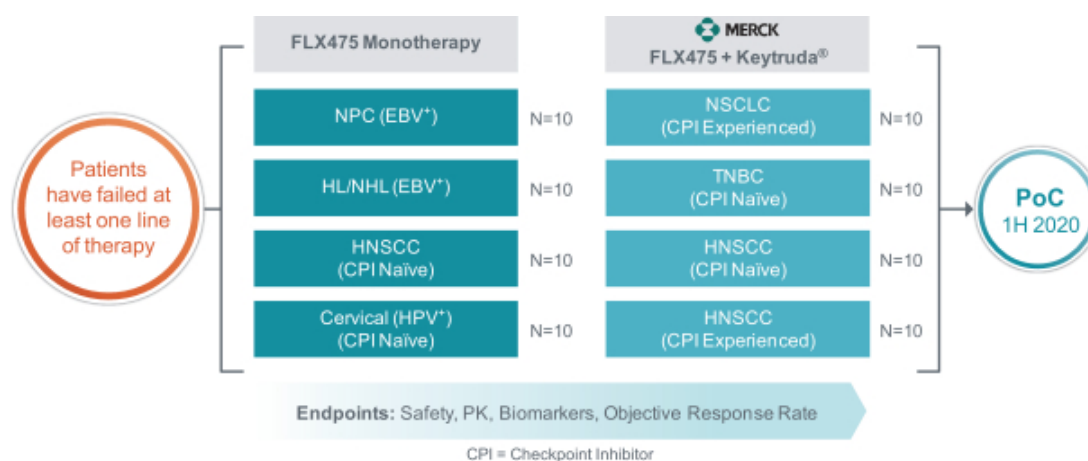 FLX475 Monotherapy
MERCK
FLX475 + Keytruda®
Patients
have failed at
least one line
of therapy
NPC (EBV⁺)
N=10
HL/NHL (EBV⁺)
N=10
HNSCC
(CPI Naïve)
N=10
Cervical (HPV⁺)
(CPI Naïve)
N=10
NSCLC
(CPI Experienced)
N=10
TNBC
(CPI Naïve)
N=10
HNSCC
(CPI Naïve)
N=10
HNSCC
(CPI Experienced)
N=10
PoC
1H 2020
Endpoints: Safety, PK, Biomarkers, Objective Response Rate
CPI = Checkpoint Inhibitor